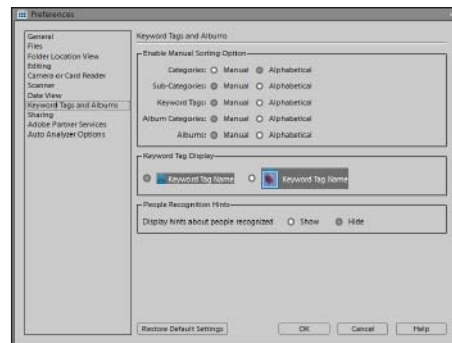 Preferences
General
Files
Folder Location View
Editing
Camera or Card Reader
Scanner
Date View
Keyword Tags and Albums
Sharing
Adobe Partner Services
Auto Analyzer Options
Keyword Tags and Albums
Enable Manual Sorting Option
Categories: Manual Alphabetical
Sub-Categories: Manual Alphabetical
Keyword Tags: Manual Alphabetical
Album Categories: Manual Alphabetical
Albums: Manual Alphabetical
Keyword Tag Display
Keyword Tag Name Keyword Tag Name
People Recognition Hints
Display hints about people recognized Show Hide
Restore Default Settings OK Cancel Help